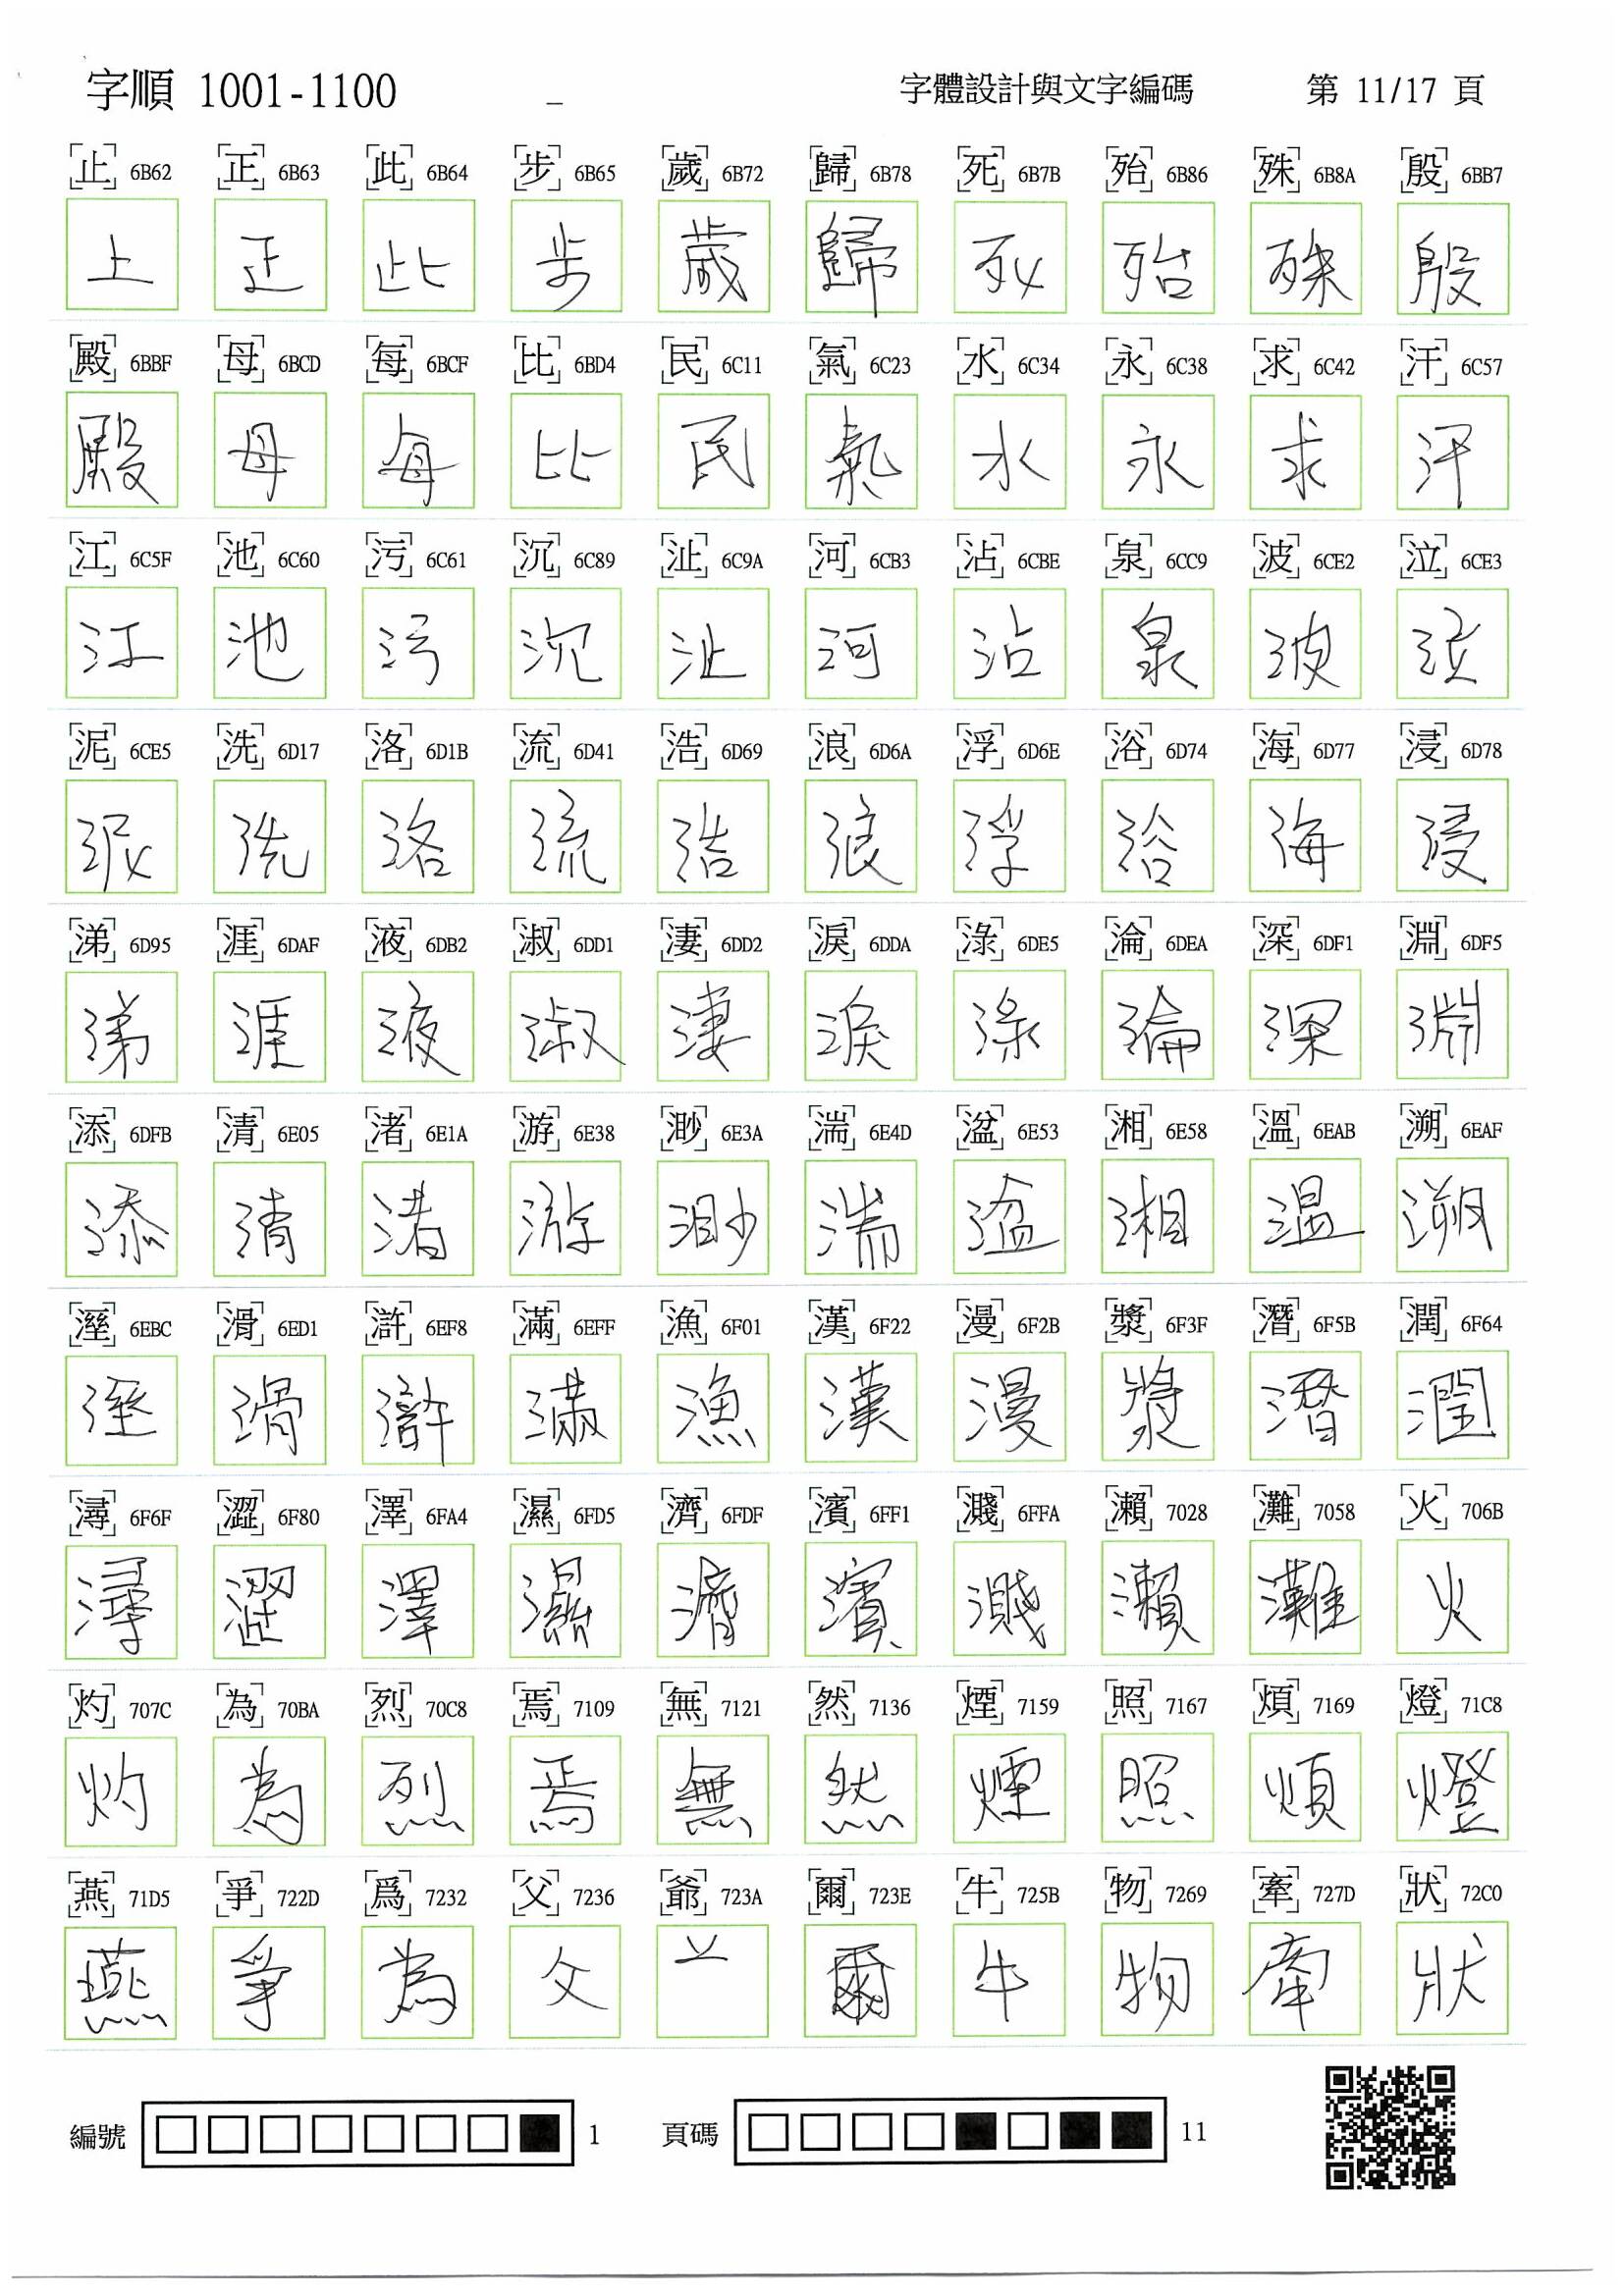 字順 1001-1100 _ 字體設計與文字編碼 第 11/17 頁
止 6B62 正 6B63 此 6B64 步 6B65 歲 6B72 歸 6B78 死 6B7B 殆 6B86 殊 6B8A 殷 6BB7
上 正 此 步 歲 歸 死 殆 殊 殷
殿 6BBF 母 6BCD 每 6BCF 比 6BD4 民 6C11 氣 6C23 水 6C34 永 6C38 求 6C42 汗 6C57
殿 母 每 比 民 氣 水 永 求 汗
江 6C5F 池 6C60 污 6C61 沉 6C89 沚 6C9A 河 6CB3 沾 6CBE 泉 6CC9 波 6CE2 泣 6CE3
江 池 污 沉 沚 河 沾 泉 波 泣
泥 6CE5 洗 6D17 洛 6D1B 流 6D41 浩 6D69 浪 6D6A 浮 6D6E 浴 6D74 海 6D77 浸 6D78
泥 洗 洛 流 浩 浪 浮 浴 海 浸
涕 6D95 涯 6DAF 液 6DB2 淑 6DD1 淒 6DD2 淚 6DDA 淥 6DE5 淪 6DEA 深 6DF1 淵 6DF5
涕 涯 液 淑 淒 淚 淥 淪 深 淵
添 6DFB 清 6E05 渚 6E1A 游 6E38 渺 6E3A 湍 6E4D 湓 6E53 湘 6E58 溫 6EAB 溯 6EAF
添 清 渚 游 渺 湍 湓 湘 温 溯
溼 6EBC 滑 6ED1 滸 6EF8 滿 6EFF 漁 6F01 漢 6F22 漫 6F2B 漿 6F3F 潛 6F5B 潤 6F64
溼 滑 滸 滿 漁 漢 漫 漿 潛 潤
潯 6F6F 澀 6F80 澤 6FA4 濕 6FD5 濟 6FDF 濱 6FF1 濺 6FFA 瀨 7028 灘 7058 火 706B
潯 澀 澤 濕 濟 濱 濺 瀨 灘 火
灼 707C 為 70BA 烈 70C8 焉 7109 無 7121 然 7136 煙 7159 照 7167 煩 7169 燈 71C8
灼 為 烈 焉 無 然 煙 照 煩 燈
燕 71D5 爭 722D 爲 7232 父 7236 爺 723A 爾 723E 牛 725B 物 7269 牽 727D 狀 72C0
燕 爭 為 父 爾 牛 物 牽 狀
編號 1 頁碼 11